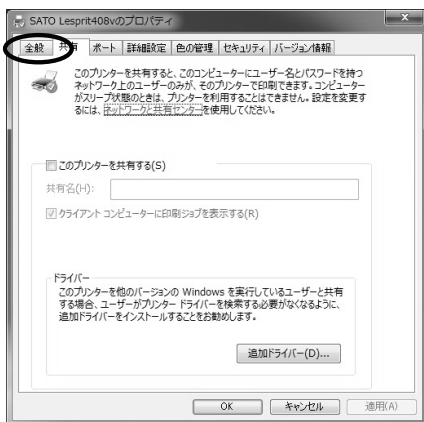 SATO Lesprit408vのプロパティ
全般 共有 ポート 詳細設定 色の管理 セキュリティ バージョン情報
このプリンターを共有すると、このコンピューターにユーザー名とパスワードを持つ
ネットワーク上のユーザーのみが、そのプリンターで印刷できます。コンピューター
がスリープ状態のときは、プリンターを利用することはできません。設定を変更す
るには、ネットワークと共有センターを使用してください。
このプリンターを共有する(S)
共有名(H):
クライアント コンピューターに印刷ジョブを表示する(R)
ドライバー
このプリンターを他のバージョンの Windows を実行しているユーザーと共有
する場合、ユーザーがプリンター ドライバーを検索する必要がなくなるように、
追加ドライバーをインストールすることをお勧めします。
追加ドライバー(D)...
OK キャンセル 適用(A)